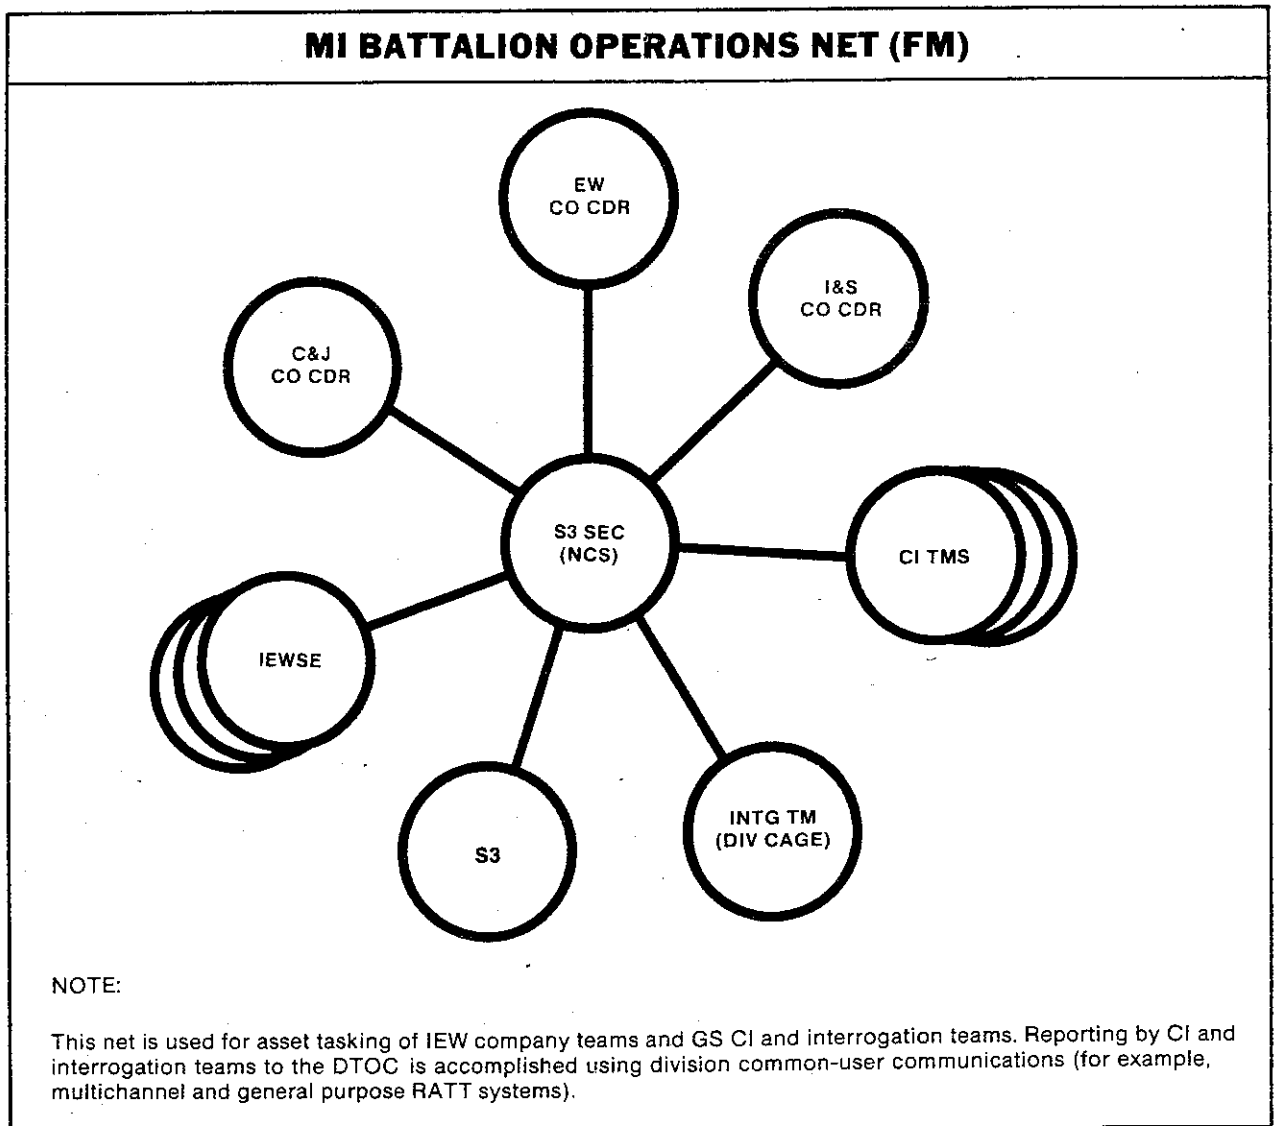 MI BATTALION OPERATIONS NET (FM)
EW
CO CDR
I&S
CO CDR
C&J
CO CDR
S3 SEC
(NCS)
CI TMS
IEWSE
INTG TM
(DIV CAGE)
S3
NOTE:
This net is used for asset tasking of IEW company teams and GS CI and interrogation teams. Reporting by CI and
interrogation teams to the DTOC is accomplished using division common-user communications (for example,
multichannel and general purpose RATT systems).